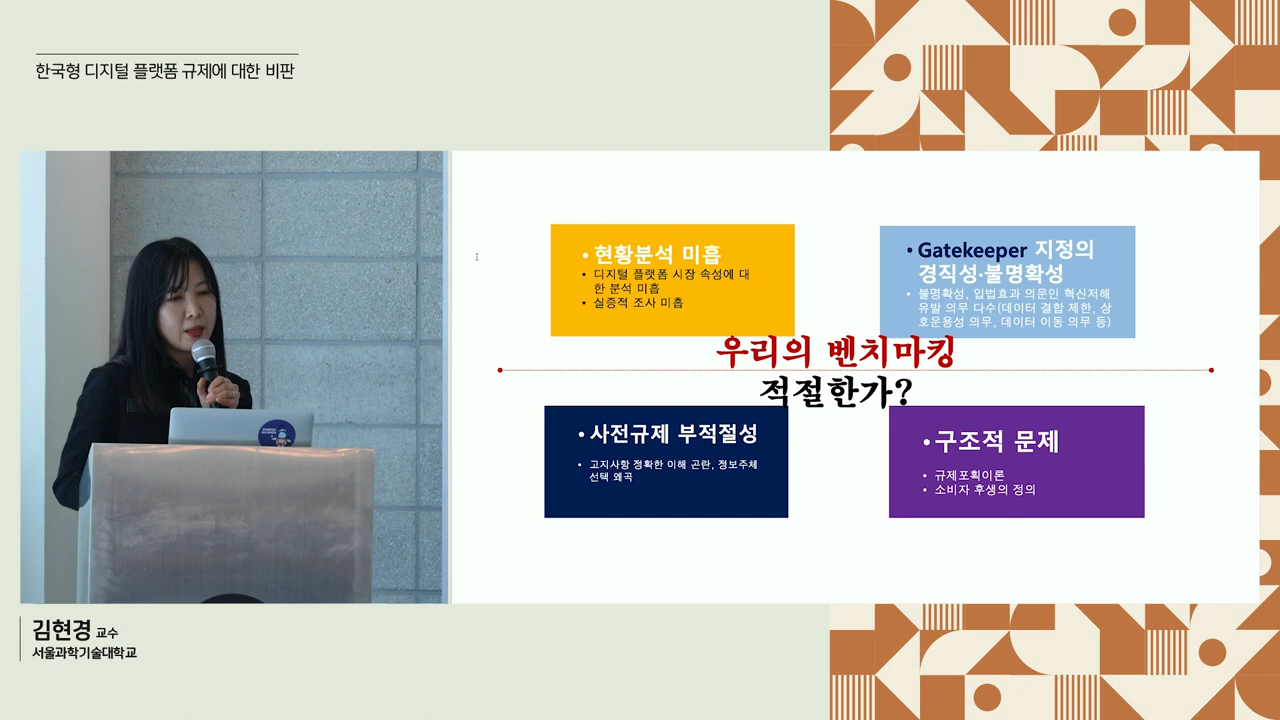 한국형 디지털 플랫폼 규제에 대한 비판
• 현황분석 미흡
• 디지털 플랫폼 시장 속성에 대
한 분석 미흡
• 실증적 조사 미흡
• Gatekeeper 지정의
경직성·불명확성
• 불명확성, 입법효과 의문인 혁신저해
유발 의무 다수(데이터 결합 제한, 상
호운용성 의무, 데이터 이동 의무 등)
우리의 벤치마킹
적절한가?
• 사전규제 부적절성
• 고지사항 정확한 이해 곤란, 정보주체
선택 왜곡
• 구조적 문제
• 규제포획이론
• 소비자 후생의 정의
김현경 교수
서울과학기술대학교